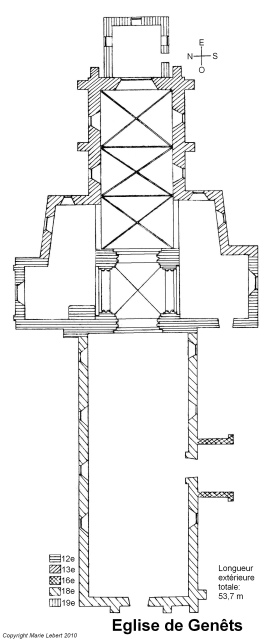 E
N S
O
12e
13e
16e
18e
19e
Longueur
extérieure
totale:
53,7 m
Eglise de Genêts
Copyright Marie Lebert 2010